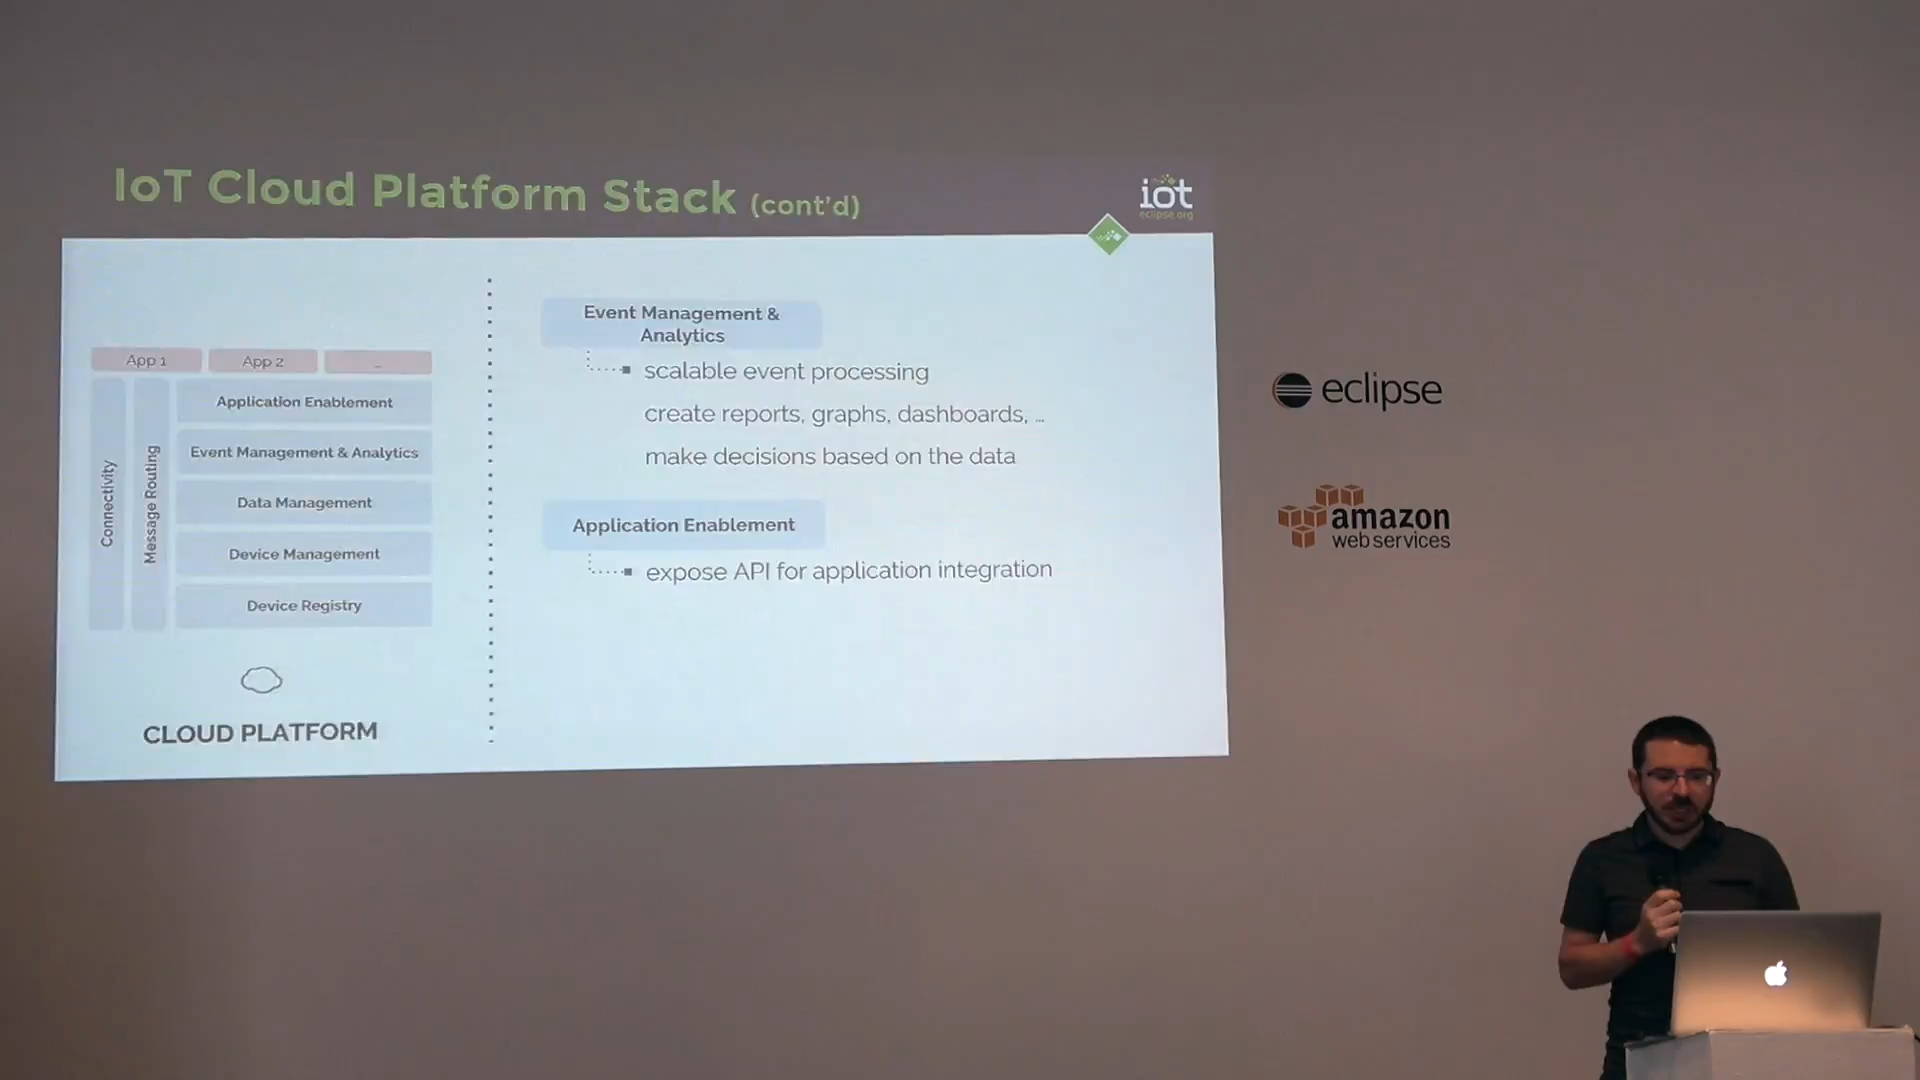 IoT Cloud Platform Stack (cont'd)
iot
eclipse.org
App 1
App 2
...
Connectivity
Message Routing
Application Enablement
Event Management & Analytics
Data Management
Device Management
Device Registry
CLOUD PLATFORM
Event Management &
Analytics
scalable event processing
create reports, graphs, dashboards, ...
make decisions based on the data
Application Enablement
expose API for application integration
eclipse
amazon
web services